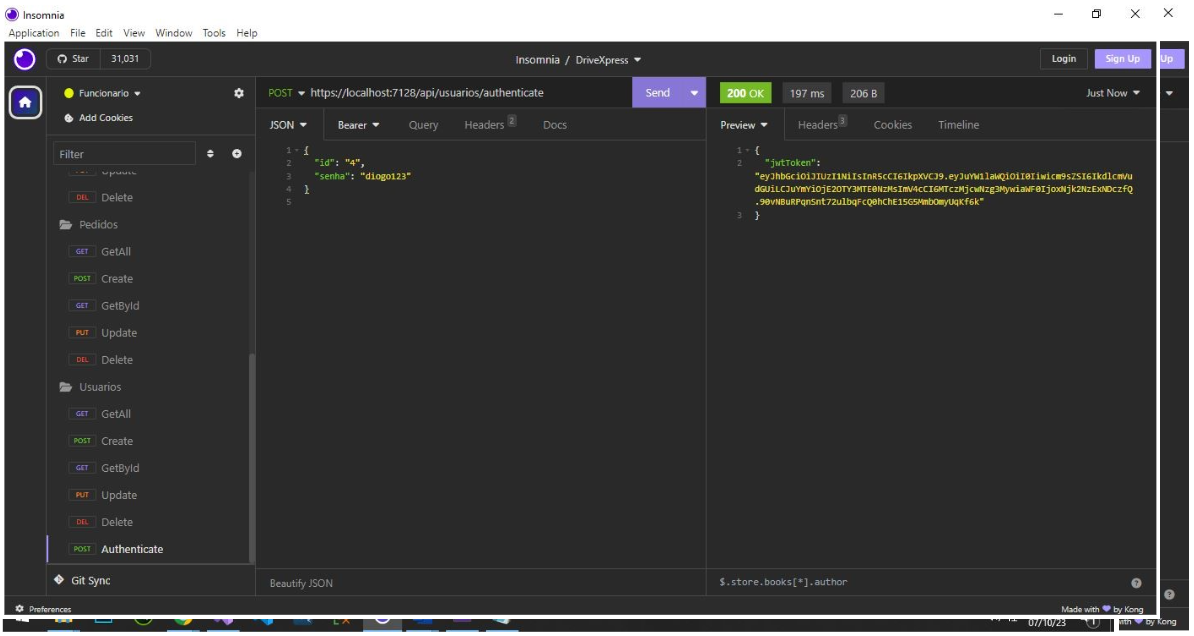 Insomnia
Application File Edit View Window Tools Help
Star 31,031
Insomnia / DriveXpress
Login Sign Up Up
Funcionario
Add Cookies
POST https://localhost:7128/api/usuarios/authenticate Send
200 OK 197 ms 206 B Just Now
JSON Bearer Query Headers 2 Docs
Preview Headers 3 Cookies Timeline
Filter
Update
DEL Delete
Pedidos
GET GetAll
POST Create
GET GetById
PUT Update
DEL Delete
Usuarios
GET GetAll
POST Create
GET GetById
PUT Update
DEL Delete
POST Authenticate
Git Sync
1 {
2 "id": "4",
3 "senha": "diogo123"
4 }
5
1 {
2 "jwtToken":
3 }
Beautify JSON
$.store.books[*].author
Preferences
Made with by Kong
07/10/23
with by Kong